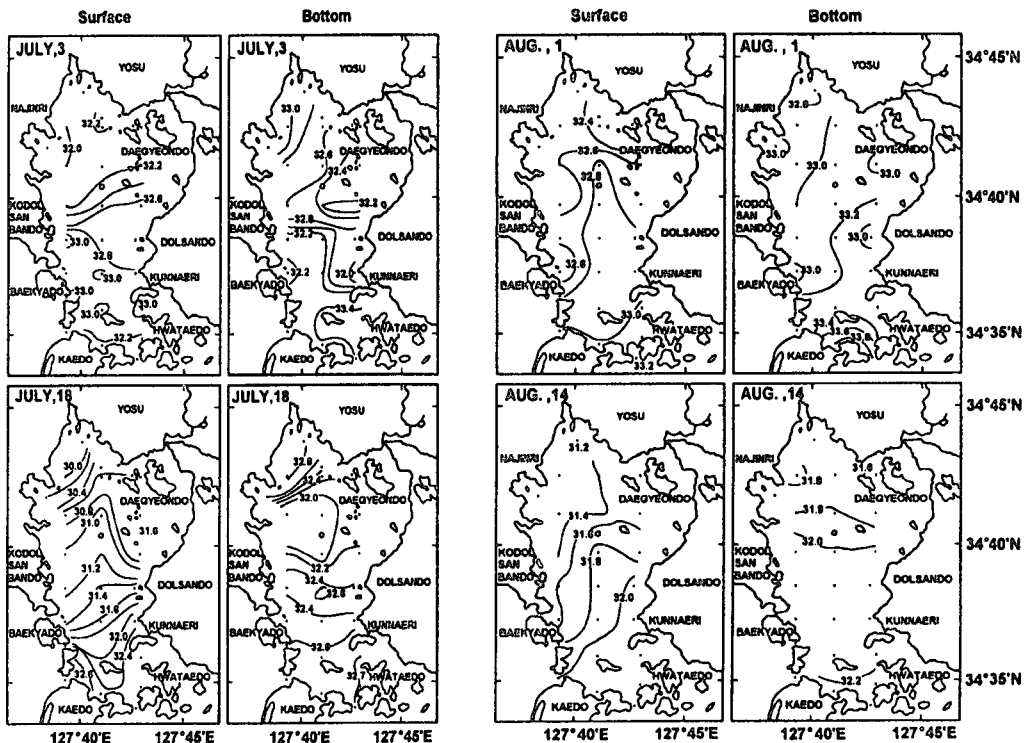 Surface Bottom Surface Bottom
JULY,3
YOSU
NAJINRI
32.2
32.0
DAEGYEONDO
32.2
32.6
KODOL
SAN
BANDO
33.0
32.8
DOLSANDO
KUNNAERI
BAEKYADO
33.0
33.0
33.0
HWATAEDO
32.2
KAEDO
JULY,3
YOSU
33.0
32.6
32.4
DAEGYEONDO
32.2
KODOL
SAN
BANDO
32.8
DOLSANDO
32.2
KUNNAERI
BAEKYADO
33.4
HWATAEDO
KAEDO
AUG. ,1
YOSU
NAJINRI
32.4
32.6
DAEGYEONDO
32.8
KODOL
SAN
BANDO
DOLSANDO
32.6
KUNNAERI
BAEKYADO
33.0
HWATAEDO
KAEDO
33.2
AUG. ,1
YOSU
NAJINRI
33.0
33.0
DAEGYEONDO
33.0
KODOL
SAN
BANDO
33.2
33.0
DOLSANDO
33.0
KUNNAERI
BAEKYADO
33.4
HWATAEDO
KAEDO
34°45'N
34°40'N
34°35'N
JULY,18
YOSU
NAJINRI
30.0
30.4
DAEGYEONDO
31.0
31.6
KODOL
SAN
BANDO
31.2
DOLSANDO
31.4
31.6
BAEKYADO
32.0
KUNNAERI
32.4
HWATAEDO
KAEDO
127°40'E 127°45'E
JULY,18
YOSU
32.8
32.4
32.0
DAEGYEONDO
KODOL
SAN
BANDO
32.2
32.4
32.6
DOLSANDO
32.4
KUNNAERI
BAEKYADO
32.6
32.7
HWATAEDO
KAEDO
127°40'E 127°45'E
AUG. ,14
YOSU
NAJINRI
31.2
DAEGYEONDO
31.4
31.6
31.8
KODOL
SAN
BANDO
DOLSANDO
32.0
KUNNAERI
BAEKYADO
HWATAEDO
KAEDO
127°40'E 127°45'E
AUG. ,14
YOSU
NAJINRI
31.6
DAEGYEONDO
31.8
32.0
KODOL
SAN
BANDO
DOLSANDO
KUNNAERI
BAEKYADO
HWATAEDO
32.2
KAEDO
127°40'E 127°45'E
34°45'N
34°40'N
34°35'N